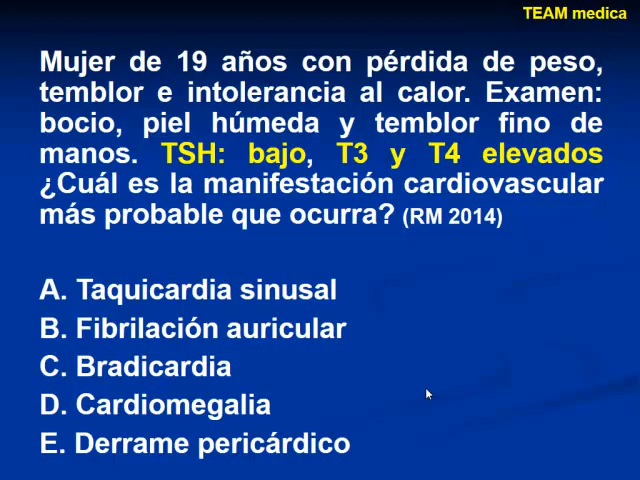 TEAM medica
Mujer de 19 años con pérdida de peso,
temblor e intolerancia al calor. Examen:
bocio, piel húmeda y temblor fino de
manos. TSH: bajo, T3 y T4 elevados
¿Cuál es la manifestación cardiovascular
más probable que ocurra? (RM 2014)
A. Taquicardia sinusal
B. Fibrilación auricular
C. Bradicardia
D. Cardiomegalia
E. Derrame pericárdico